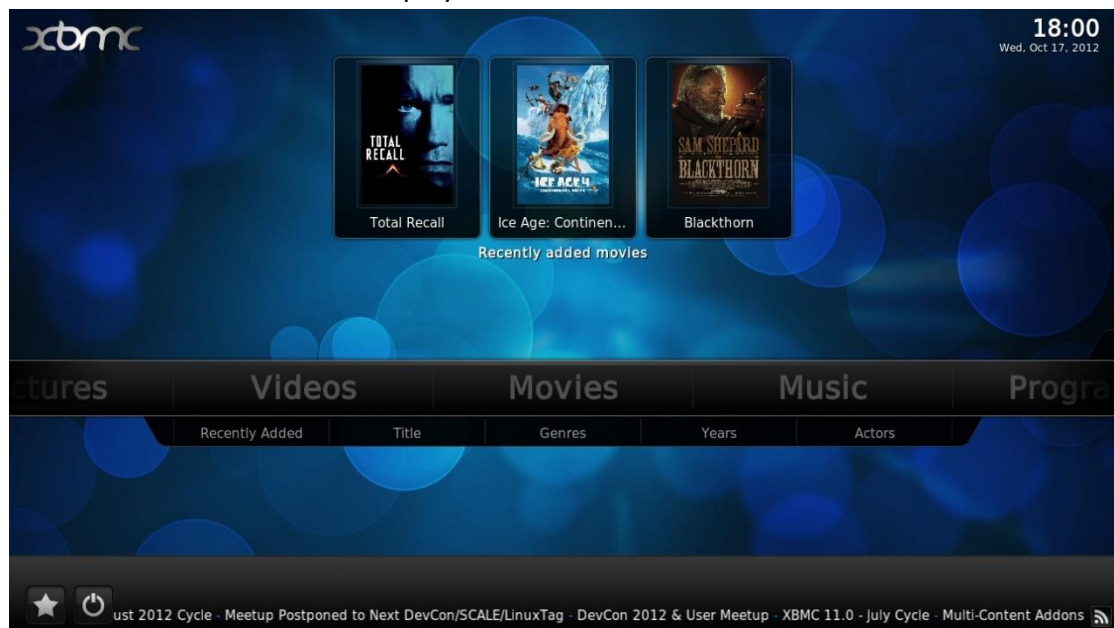 xbmc
18:00
Wed, Oct 17, 2012
TOTAL
RECALL
ICE AGE 4
SAM SHEPARD
BLACKTHORN
Total Recall
Ice Age: Continen...
Blackthorn
Recently added movies
ctures Videos Movies Music Progra
Recently Added Title Genres Years Actors
ust 2012 Cycle - Meetup Postponed to Next DevCon/SCALE/LinuxTag - DevCon 2012 & User Meetup - XBMC 11.0 - July Cycle - Multi-Content Addons